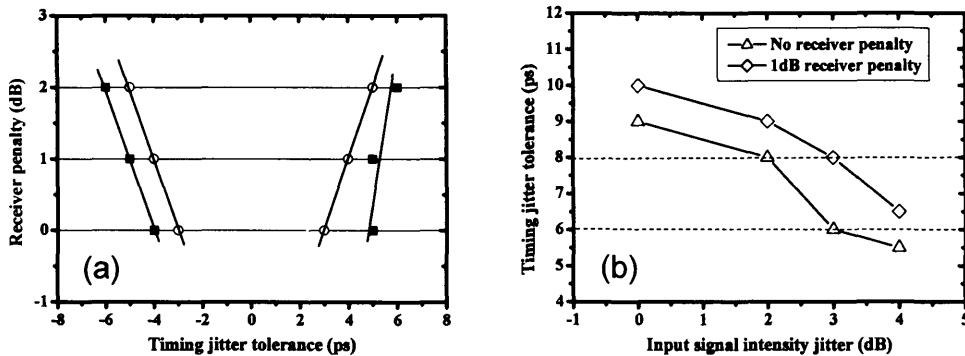 3
2
1
0
-1
-8 -6 -4 -2 0 2 4 6 8
Receiver penalty (dB)
Timing jitter tolerance (ps)
(a)
12
11
10
9
8
7
6
5
4
-1 0 1 2 3 4 5
Timing jitter tolerance (ps)
Input signal intensity jitter (dB)
No receiver penalty
1dB receiver penalty
(b)